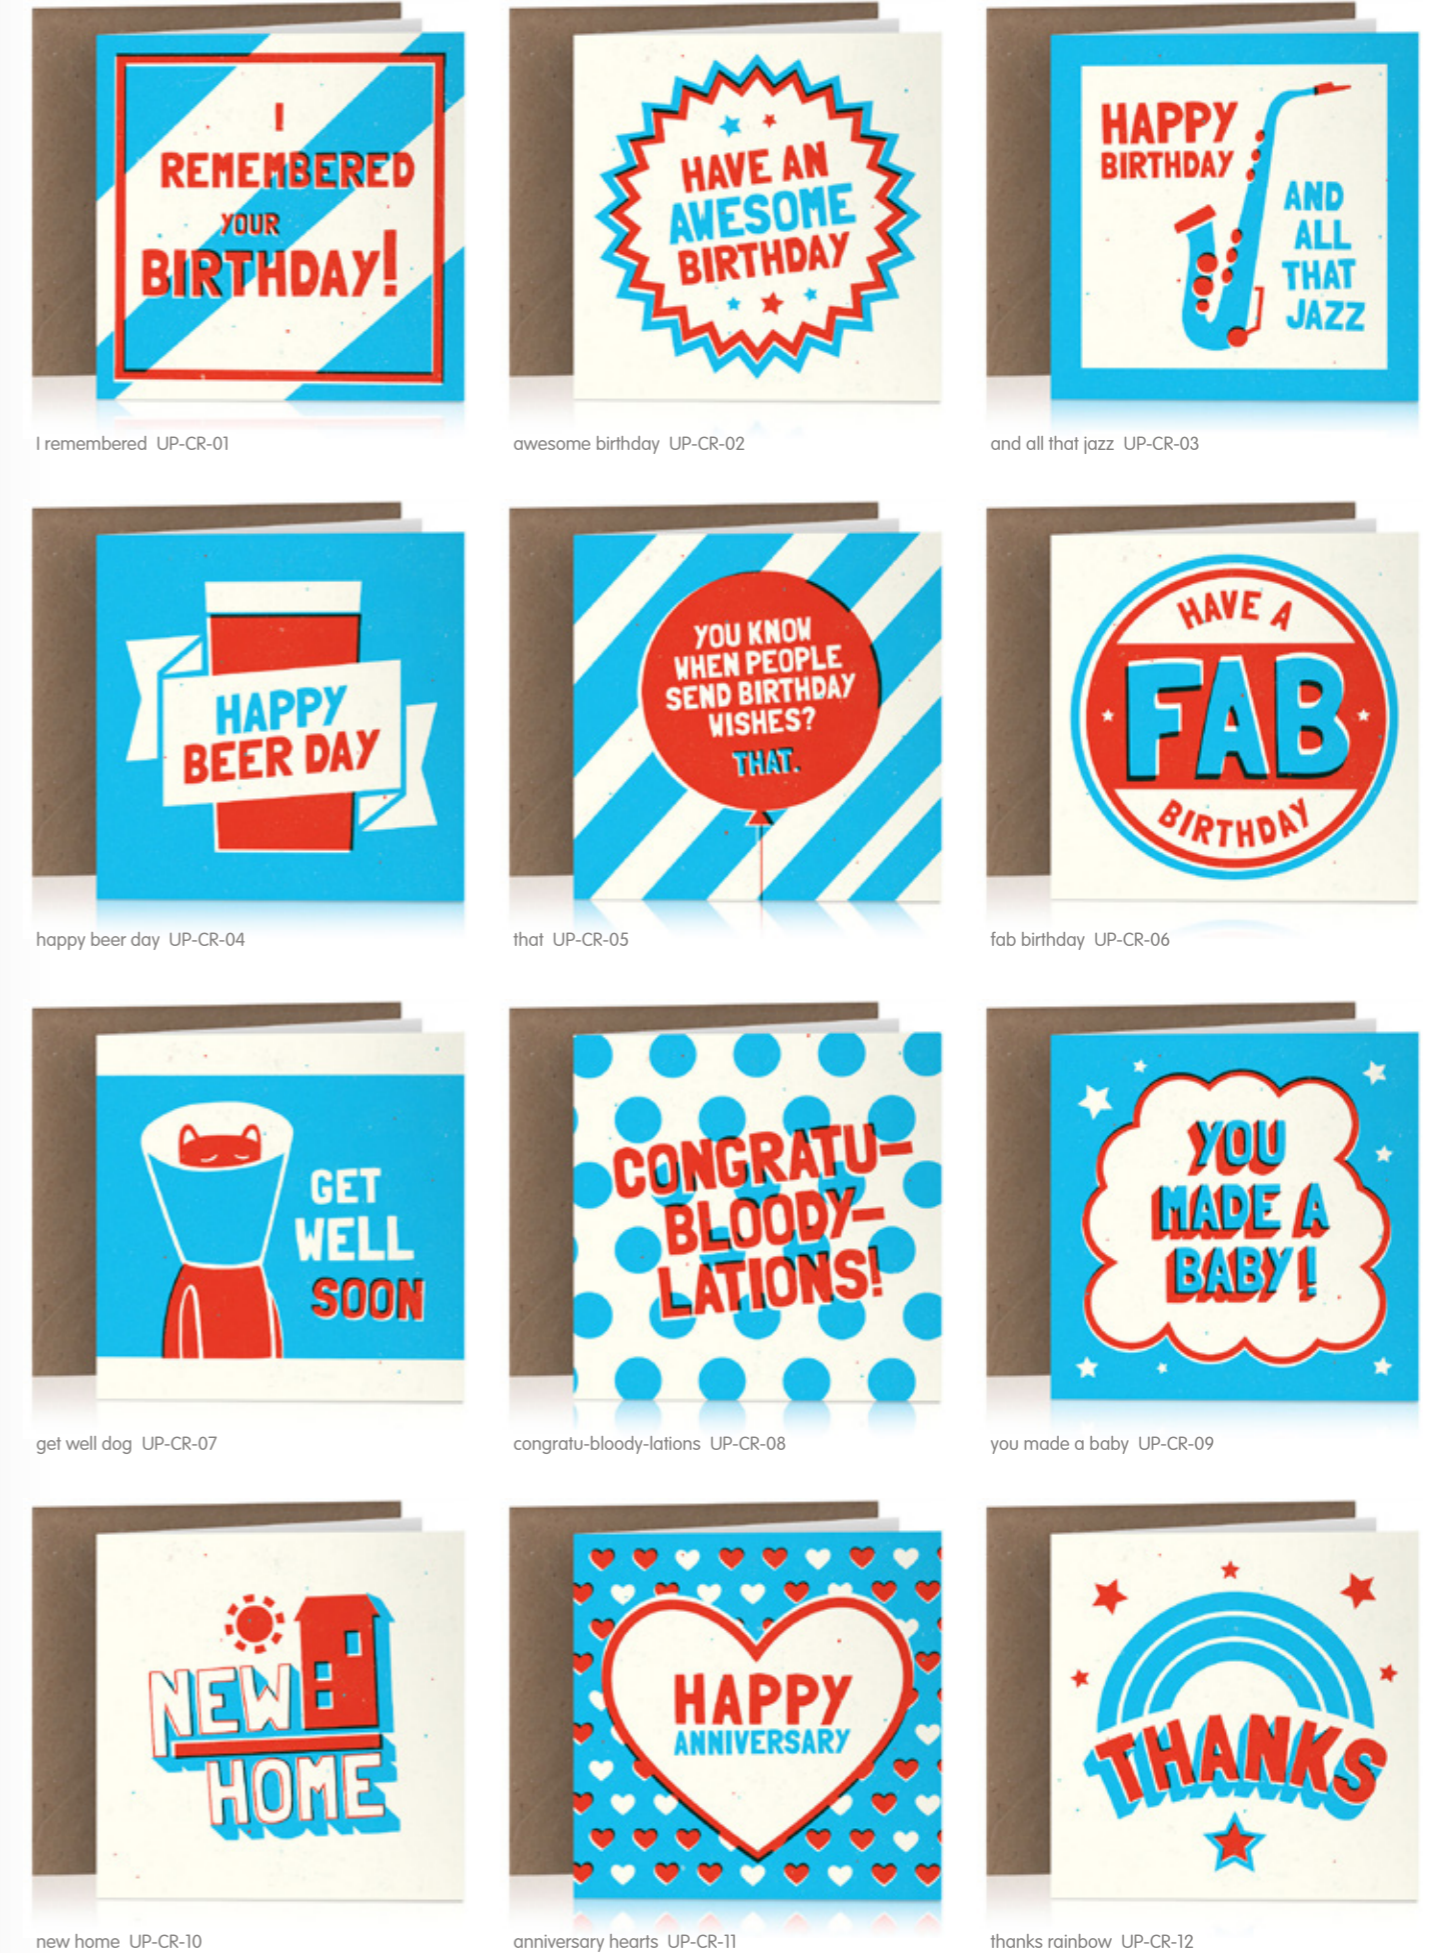 I
REMEMBERED
YOUR
BIRTHDAY!
I remembered UP-CR-01
HAVE AN
AWESOME
BIRTHDAY
awesome birthday UP-CR-02
HAPPY
BIRTHDAY
AND
ALL
THAT
JAZZ
and all that jazz UP-CR-03
HAPPY
BEER DAY
happy beer day UP-CR-04
YOU KNOW
WHEN PEOPLE
SEND BIRTHDAY
WISHES?
THAT.
that UP-CR-05
HAVE A
FAB
BIRTHDAY
fab birthday UP-CR-06
GET
WELL
SOON
get well dog UP-CR-07
CONGRATU-
BLOODY-
LATIONS!
congratu-bloody-lations UP-CR-08
YOU
MADE A
BABY!
you made a baby UP-CR-09
NEW
HOME
new home UP-CR-10
HAPPY
ANNIVERSARY
anniversary hearts UP-CR-11
THANKS
thanks rainbow UP-CR-12